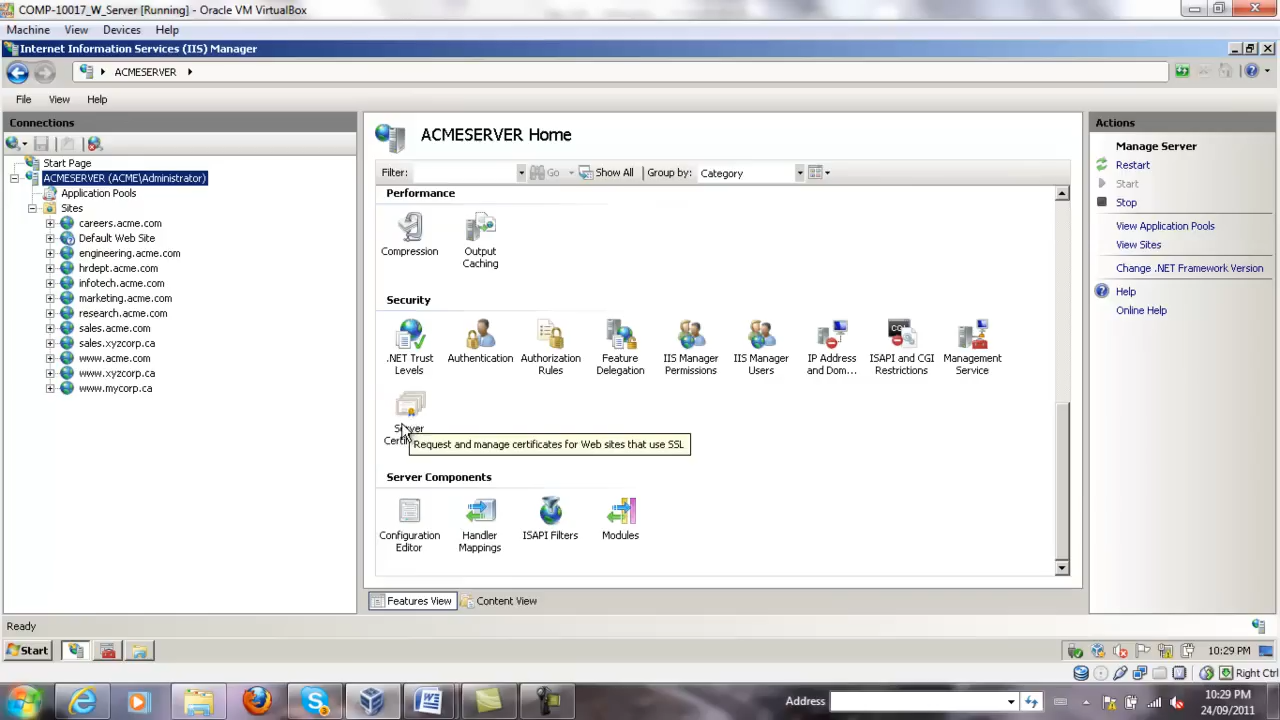 COMP-10017_W_Server [Running] - Oracle VM VirtualBox
Machine View Devices Help
Internet Information Services (IIS) Manager
ACMESERVER
File View Help
Connections
Start Page
ACMESERVER (ACME\Administrator)
Application Pools
Sites
careers.acme.com
Default Web Site
engineering.acme.com
hrdept.acme.com
infotech.acme.com
marketing.acme.com
research.acme.com
sales.acme.com
sales.xyzcorp.ca
www.acme.com
www.xyzcorp.ca
www.mycorp.ca
ACMESERVER Home
Filter: Go Show All Group by: Category
Performance
Compression
Output
Caching
Security
.NET Trust
Levels
Authentication
Authorization
Rules
Feature
Delegation
IIS Manager
Permissions
IIS Manager
Users
IP Address
and Dom...
ISAPI and CGI
Restrictions
Management
Service
Server
Request and manage certificates for Web sites that use SSL
Server Components
Configuration
Editor
Handler
Mappings
ISAPI Filters
Modules
Features View Content View
Actions
Manage Server
Restart
Start
Stop
View Application Pools
View Sites
Change .NET Framework Version
Help
Online Help
Ready
Start
10:29 PM
Right Ctrl
Address
10:29 PM
24/09/2011